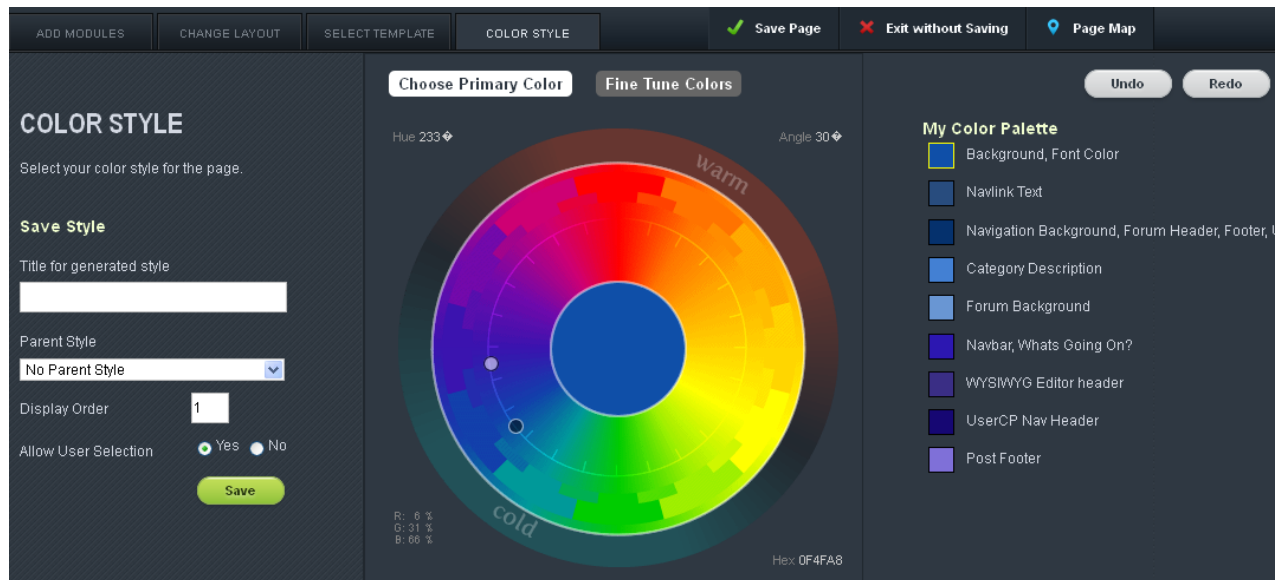 ADD MODULES
CHANGE LAYOUT
SELECT TEMPLATE
COLOR STYLE
Save Page
Exit without Saving
Page Map
COLOR STYLE
Select your color style for the page.
Save Style
Title for generated style
Parent Style
No Parent Style
Display Order 1
Allow User Selection Yes No
Save
Choose Primary Color
Fine Tune Colors
Hue 233�
Angle 30�
warm
cold
R: 6 %
G: 31 %
B: 66 %
Hex 0F4FA8
Undo
Redo
My Color Palette
Background, Font Color
Navlink Text
Navigation Background, Forum Header, Footer,
Category Description
Forum Background
Navbar, Whats Going On?
WYSIWYG Editor header
UserCP Nav Header
Post Footer